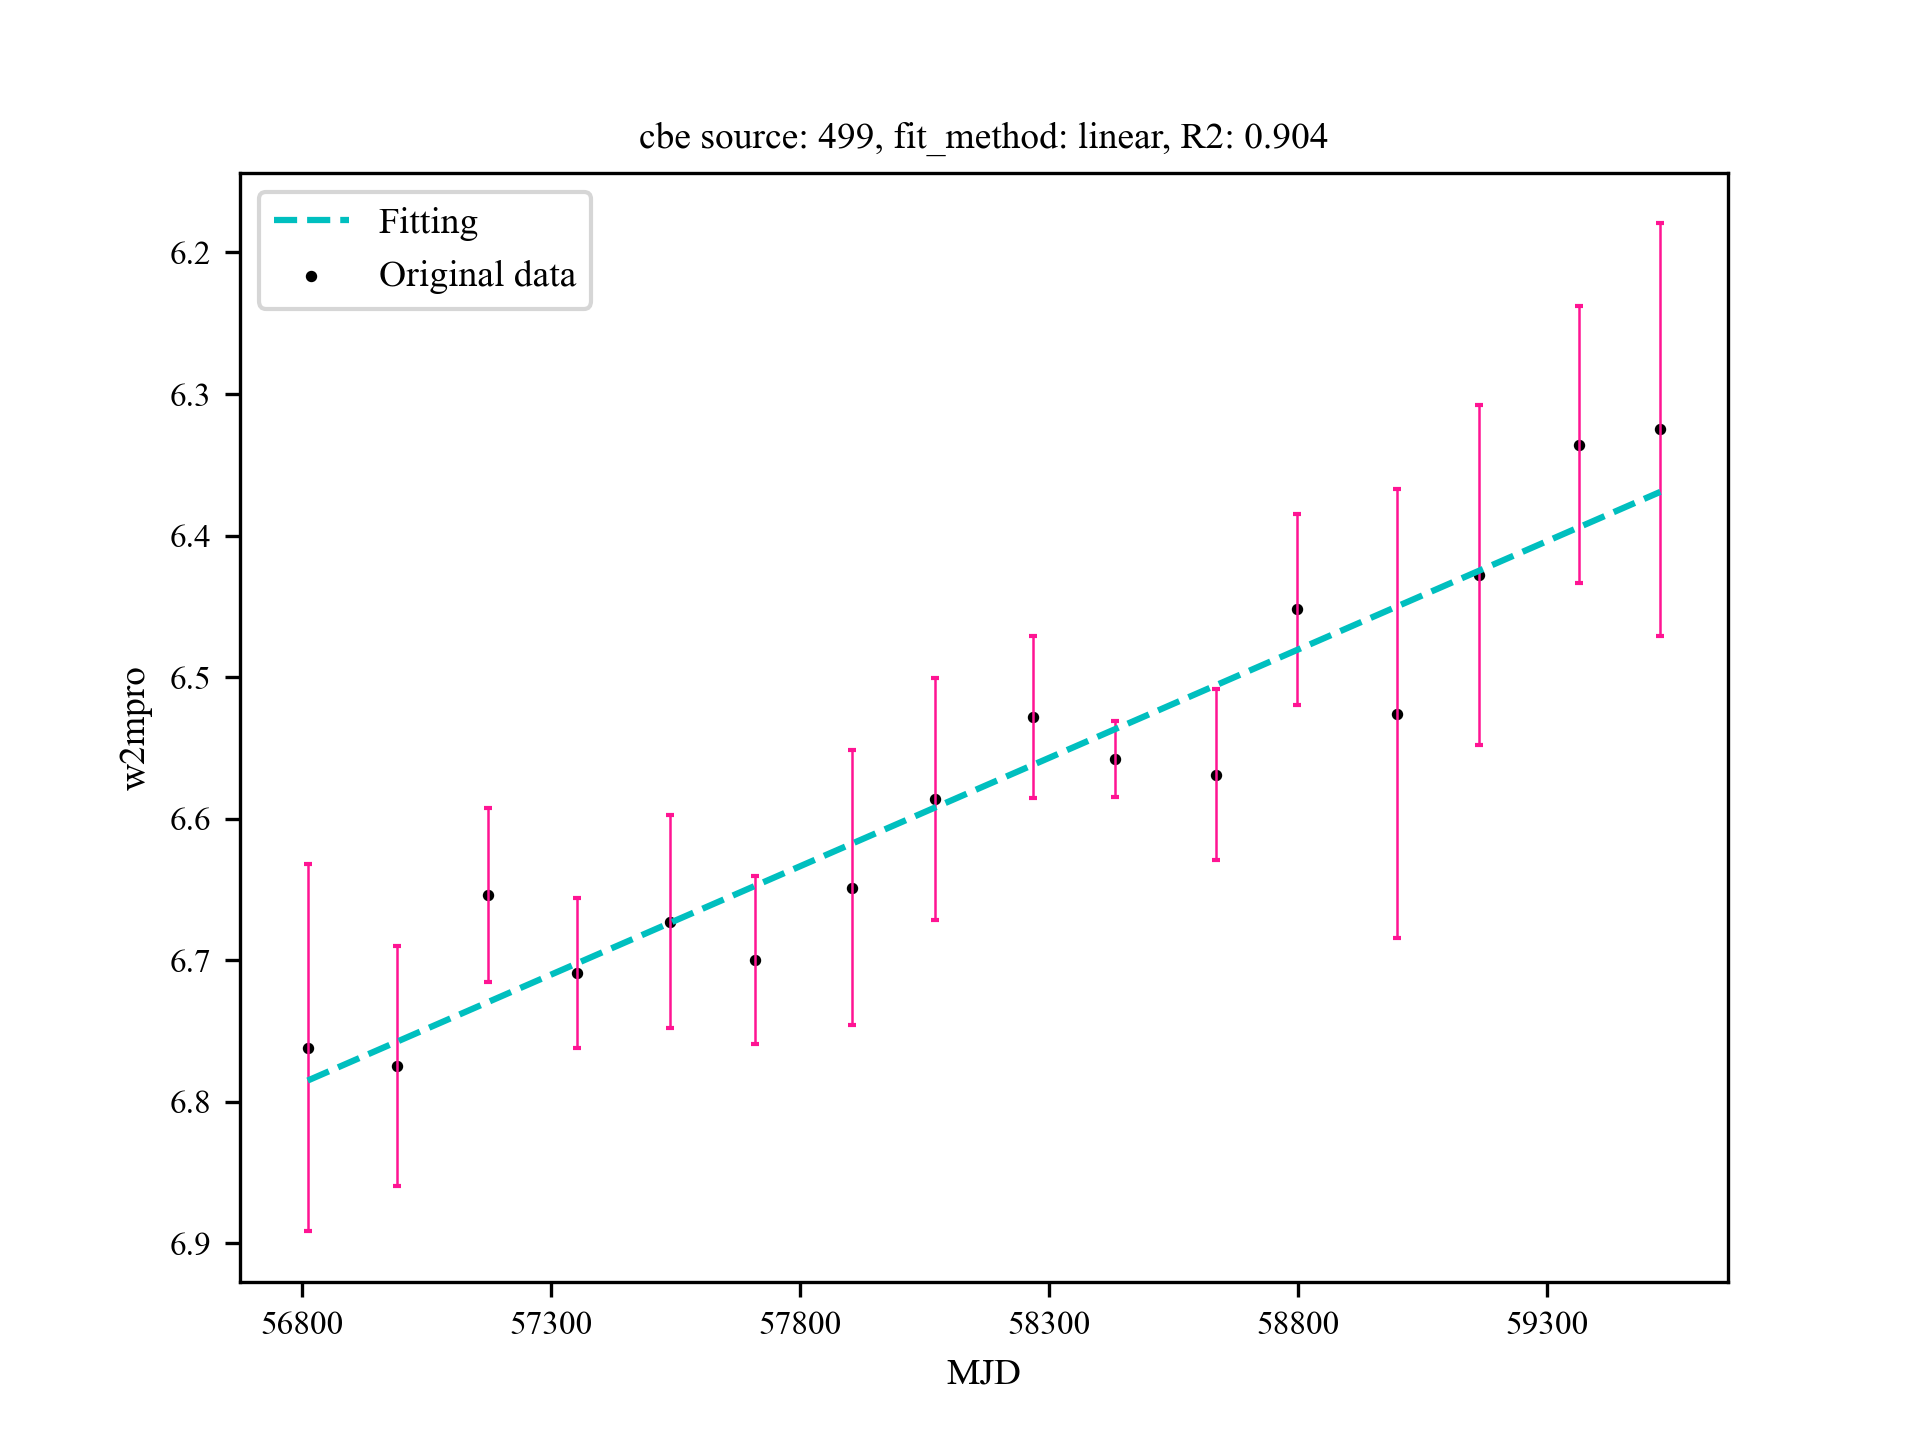 cbe source: 499, fit_method: linear, R2: 0.904
Fitting
Original data
6.2
6.3
6.4
6.5
6.6
6.7
6.8
6.9
w2mpro
56800 57300 57800 58300 58800 59300
MJD